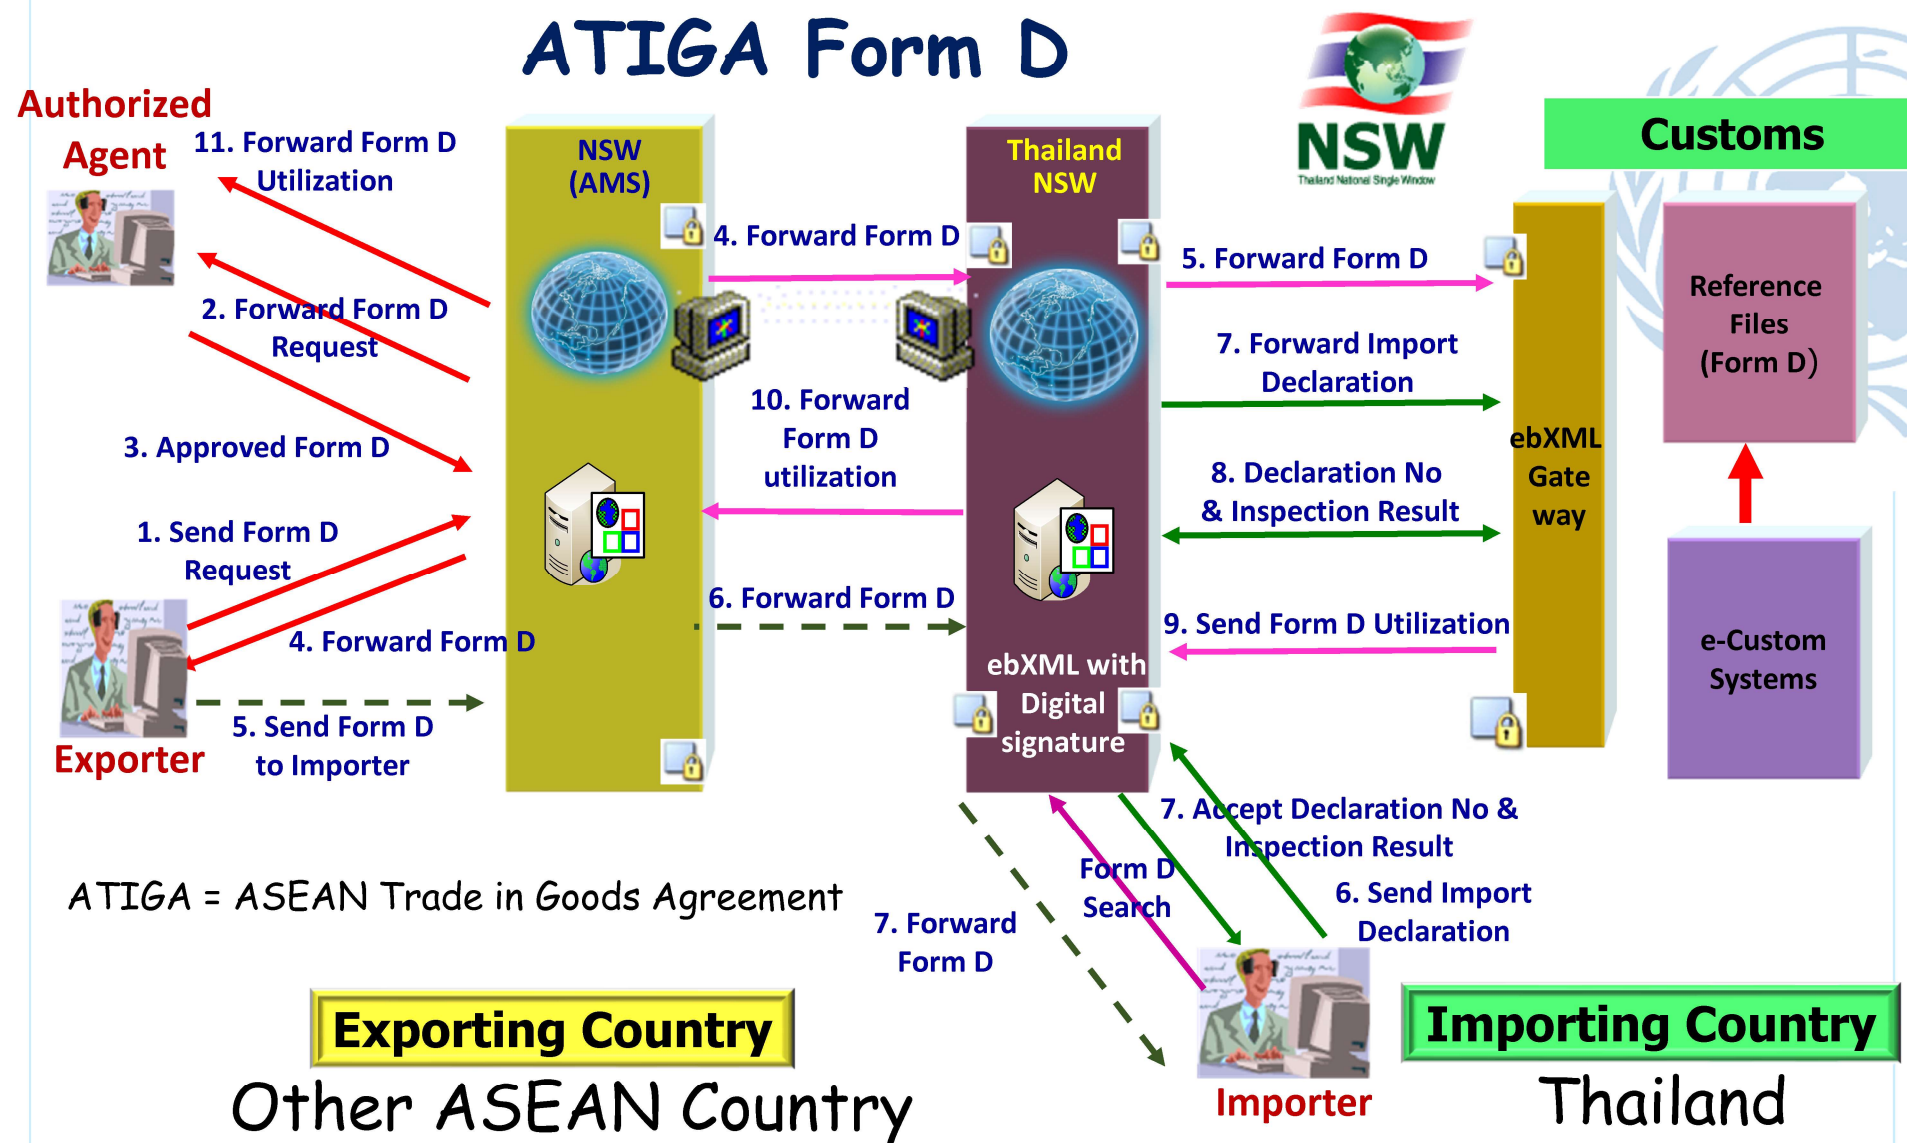 ATIGA Form D
NSW
Thailand National Single Window
Customs
Authorized
Agent
11. Forward Form D
Utilization
NSW
(AMS)
Thailand
NSW
4. Forward Form D
5. Forward Form D
2. Forward Form D
Request
7. Forward Import
Declaration
Reference
Files
(Form D)
3. Approved Form D
10. Forward
Form D
utilization
8. Declaration No
& Inspection Result
ebXML
Gate
way
1. Send Form D
Request
4. Forward Form D
6. Forward Form D
9. Send Form D Utilization
e-Custom
Systems
ebXML with
Digital
signature
Exporter
5. Send Form D
to Importer
7. Accept Declaration No &
Inspection Result
Form D
Search
6. Send Import
Declaration
7. Forward
Form D
ATIGA = ASEAN Trade in Goods Agreement
Exporting Country
Other ASEAN Country
Importer
Importing Country
Thailand